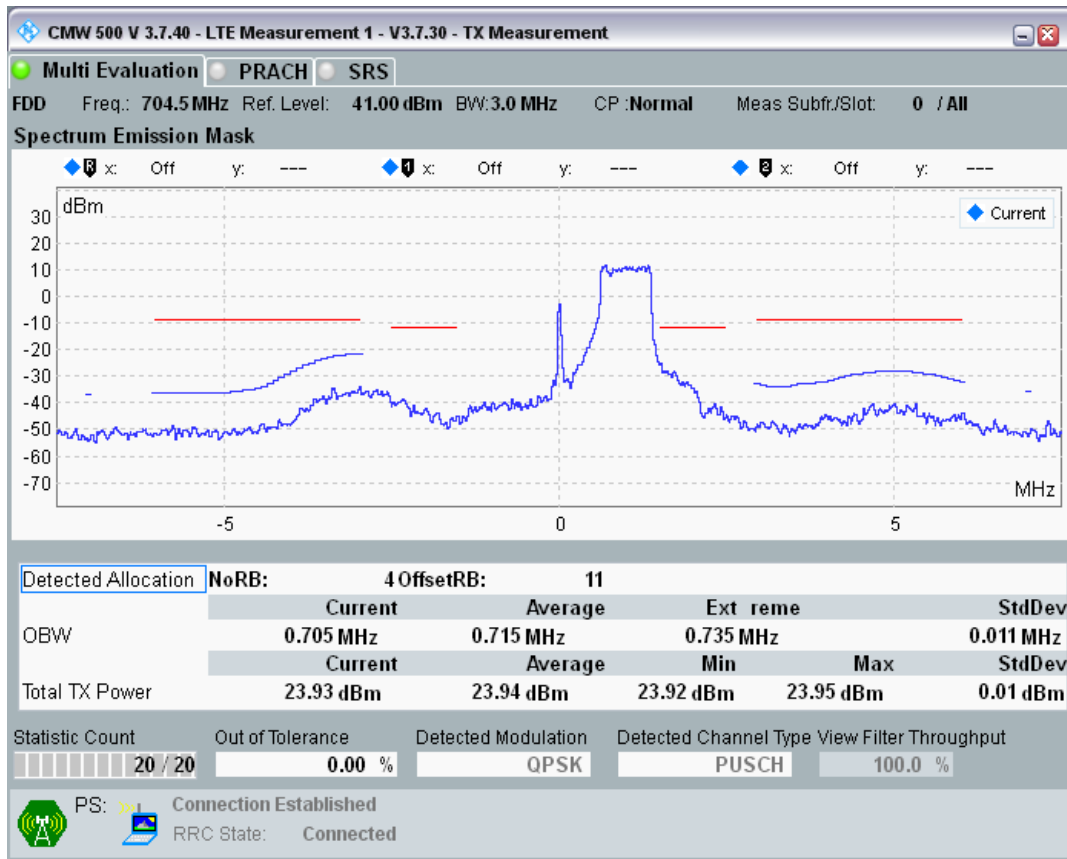 CMW 500 V 3.7.40 - LTE Measurement 1 - V3.7.30 - TX Measurement
Multi Evaluation PRACH SRS
FDD Freq.: 704.5 MHz Ref. Level: 41.00 dBm BW: 3.0 MHz CP :Normal Meas Subfr./Slot: 0 / All
Spectrum Emission Mask
R x: Off y: --- 1 x: Off y: --- 2 x: Off y: ---
dBm
Current
30
20
10
0
-10
-20
-30
-40
-50
-60
-70
MHz
-5 0 5
Detected Allocation NoRB: 4 OffsetRB: 11
Current Average Ext reme StdDev
OBW 0.705 MHz 0.715 MHz 0.735 MHz 0.011 MHz
Current Average Min Max StdDev
Total TX Power 23.93 dBm 23.94 dBm 23.92 dBm 23.95 dBm 0.01 dBm
Statistic Count Out of Tolerance Detected Modulation Detected Channel Type View Filter Throughput
20 / 20 0.00 % QPSK PUSCH 100.0 %
PS: Connection Established
RRC State: Connected